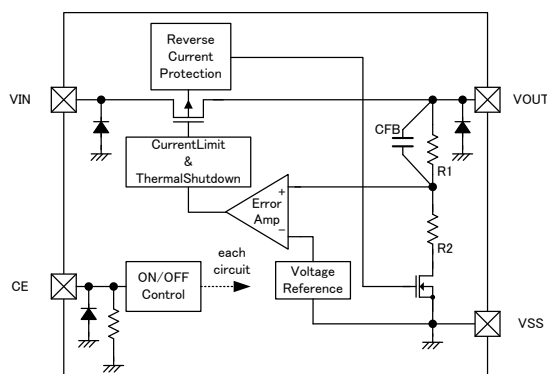 Reverse
Current
Protection
VIN
VOUT
CFB
R1
CurrentLimit
&
ThermalShutdown
+
Error
Amp
−
R2
CE
ON/OFF
Control
each
circuit
Voltage
Reference
VSS